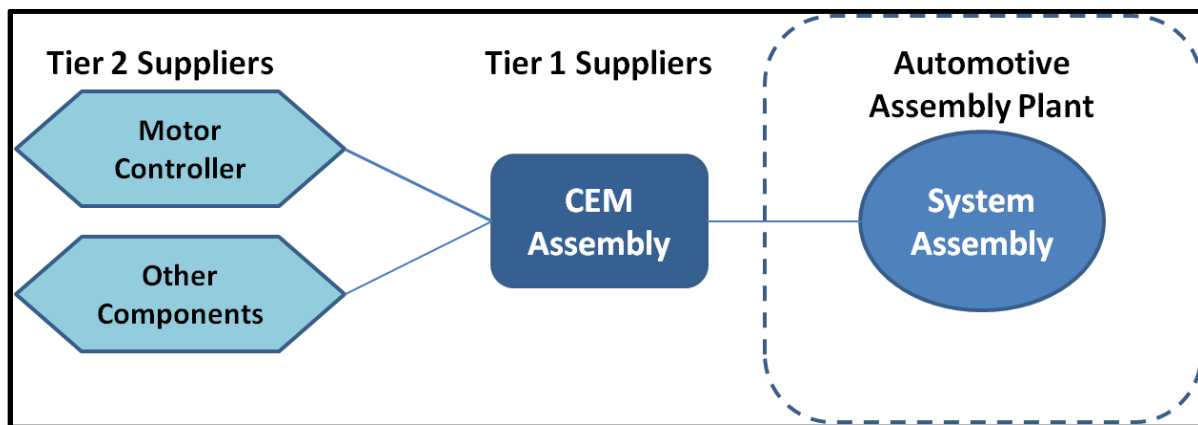 Tier 2 Suppliers
Motor
Controller
Other
Components
Tier 1 Suppliers
CEM
Assembly
Automotive
Assembly Plant
System
Assembly